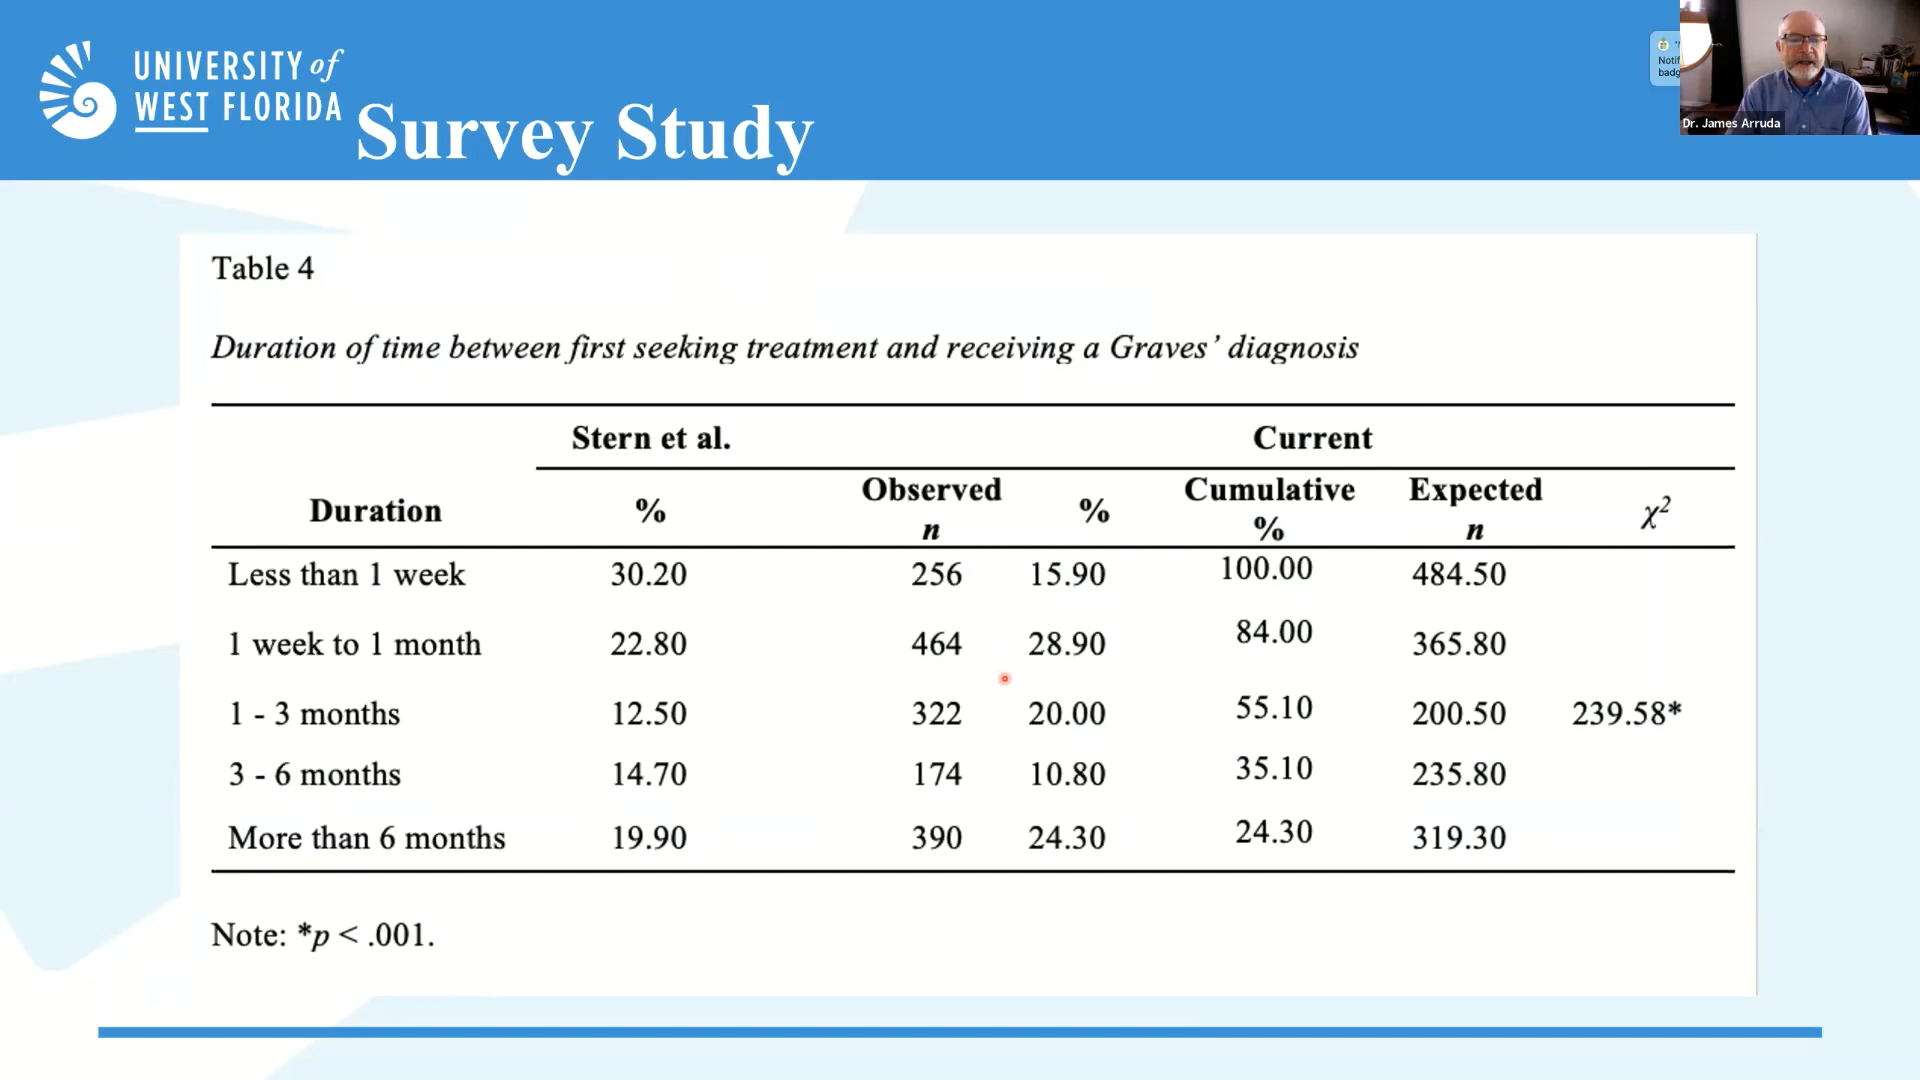 UNIVERSITY of
WEST FLORIDA
Survey Study
Notif
badg
Dr. James Arruda
Table 4
Duration of time between first seeking treatment and receiving a Graves' diagnosis
Stern et al. Current
Duration % Observed n % Cumulative % Expected n χ²
Less than 1 week 30.20 256 15.90 100.00 484.50
1 week to 1 month 22.80 464 28.90 84.00 365.80
1 - 3 months 12.50 322 20.00 55.10 200.50 239.58*
3 - 6 months 14.70 174 10.80 35.10 235.80
More than 6 months 19.90 390 24.30 24.30 319.30
Note: *p < .001.